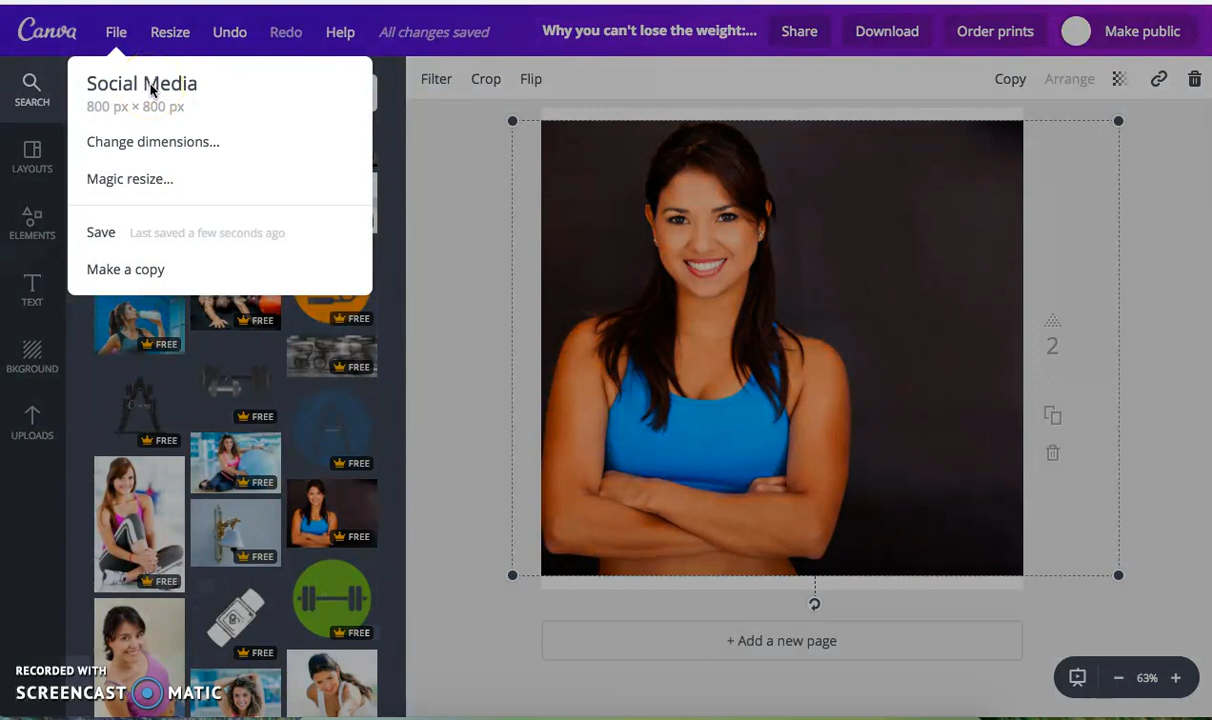 Canva File Resize Undo Redo Help All changes saved Why you can't lose the weight:... Share Download Order prints Make public
Filter Crop Flip Copy Arrange
SEARCH
LAYOUTS
ELEMENTS
TEXT
BKGROUND
UPLOADS
Social Media
800 px × 800 px
Change dimensions...
Magic resize...
Save Last saved a few seconds ago
Make a copy
FREE FREE
FREE
FREE
FREE
FREE
FREE
FREE
FREE
FREE
FREE
FREE
FREE
FREE
2
+ Add a new page
63%
RECORDED WITH
SCREENCAST MATIC